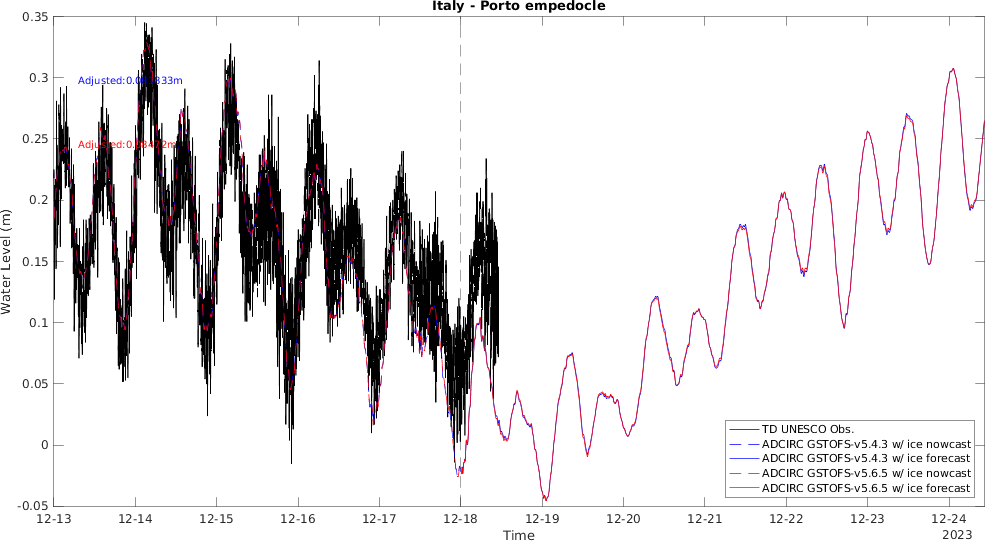 Italy - Porto empedocle
Water Level (m)
0.35
0.3
0.25
0.2
0.15
0.1
0.05
0
-0.05
Adjusted:
Adjusted:
TD UNESCO Obs.
ADCIRC GSTOFS-v5.4.3 w/ ice nowcast
ADCIRC GSTOFS-v5.4.3 w/ ice forecast
ADCIRC GSTOFS-v5.6.5 w/ ice nowcast
ADCIRC GSTOFS-v5.6.5 w/ ice forecast
12-13 12-14 12-15 12-16 12-17 12-18 12-19 12-20 12-21 12-22 12-23 12-24
Time
2023